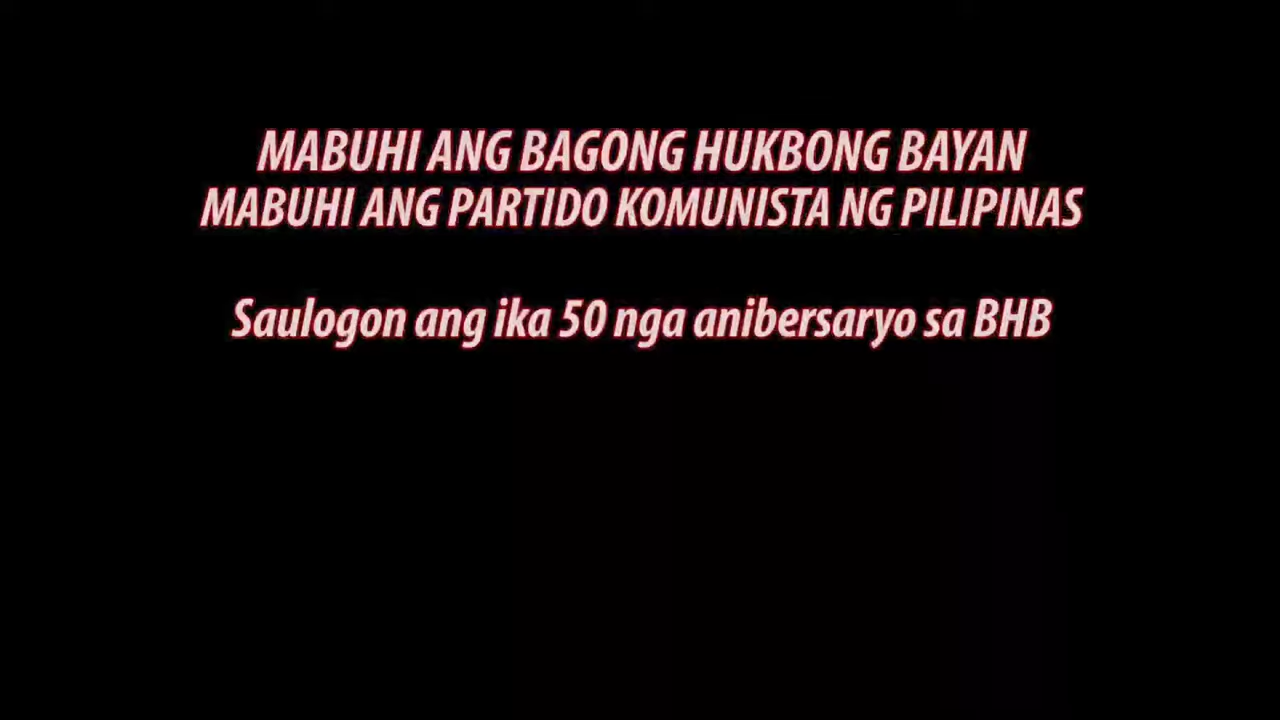 MABUHI ANG BAGONG HUKBONG BAYAN
MABUHI ANG PARTIDO KOMUNISTA NG PILIPINAS
Saulogon ang ika 50 nga anibersaryo sa BHB